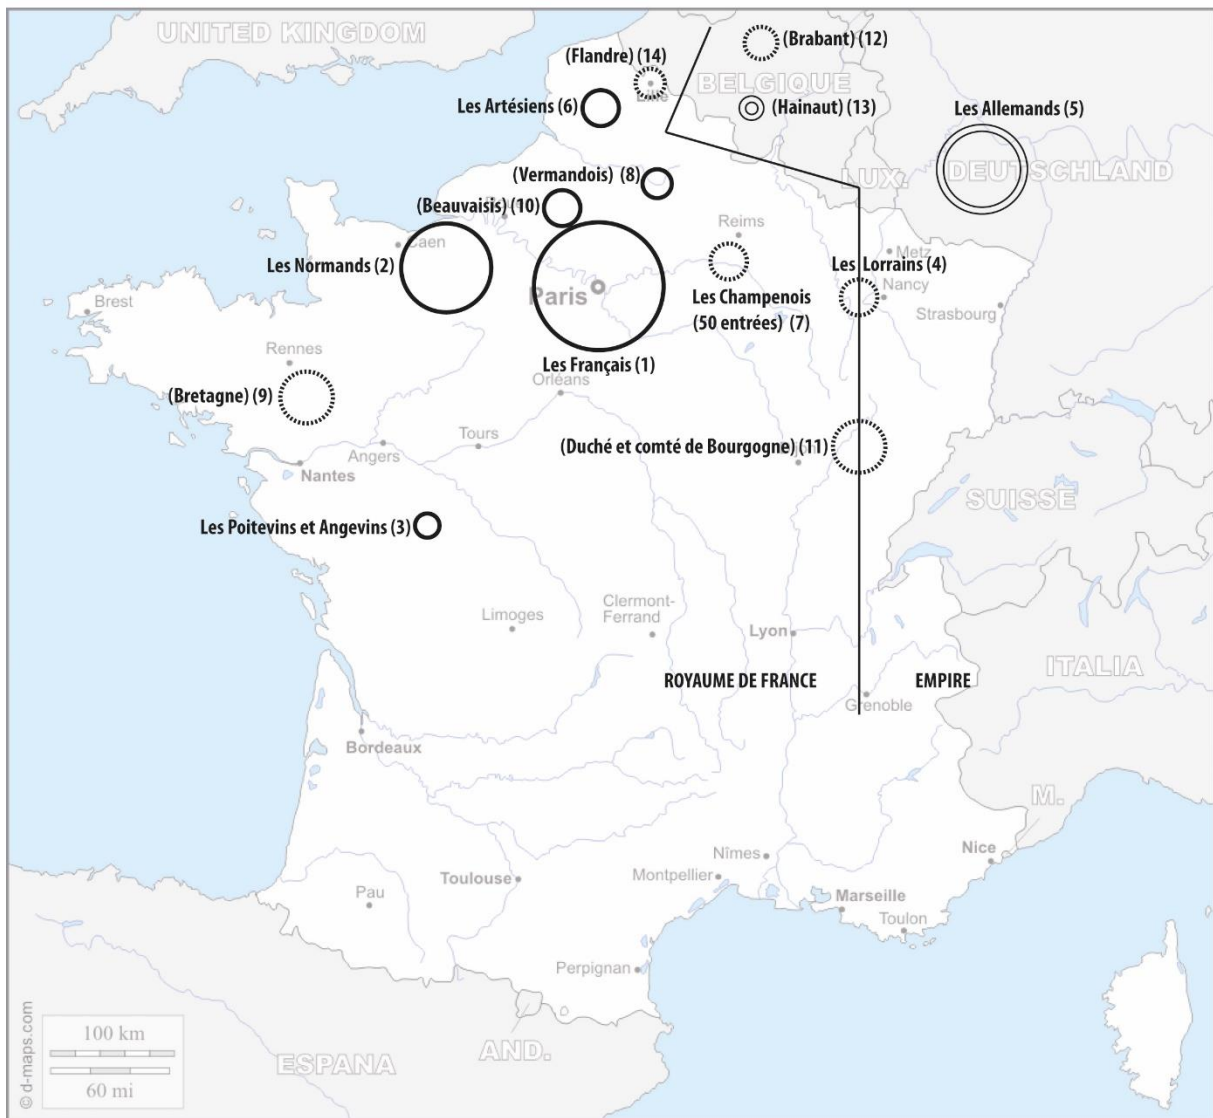 UNITED KINGDOM
(Brabant) (12)
(Flandre) (14)
BELGIQUE
Lille
Les Artésiens (6)
(Hainaut) (13)
Les Allemands (5)
DEUTSCHLAND
LUX.
(Vermandois) (8)
(Beauvaisis) (10)
Reims
Caen
Metz
Les Normands (2)
Les Lorrains (4)
Paris
Les Champenois
(50 entrées) (7)
Nancy
Brest
Strasbourg
Rennes
Les Français (1)
Orléans
(Bretagne) (9)
Tours
(Duché et comté de Bourgogne) (11)
Angers
Nantes
SUISSE
Les Poitevins et Angevins (3)
Limoges
Clermont-
Ferrand
Lyon
ITALIA
ROYAUME DE FRANCE
EMPIRE
Grenoble
Bordeaux
M.
Nîmes
Nice
Montpellier
Toulouse
Pau
Marseille
Toulon
Perpignan
100 km
60 mi
AND.
ESPANA
© d-maps.com